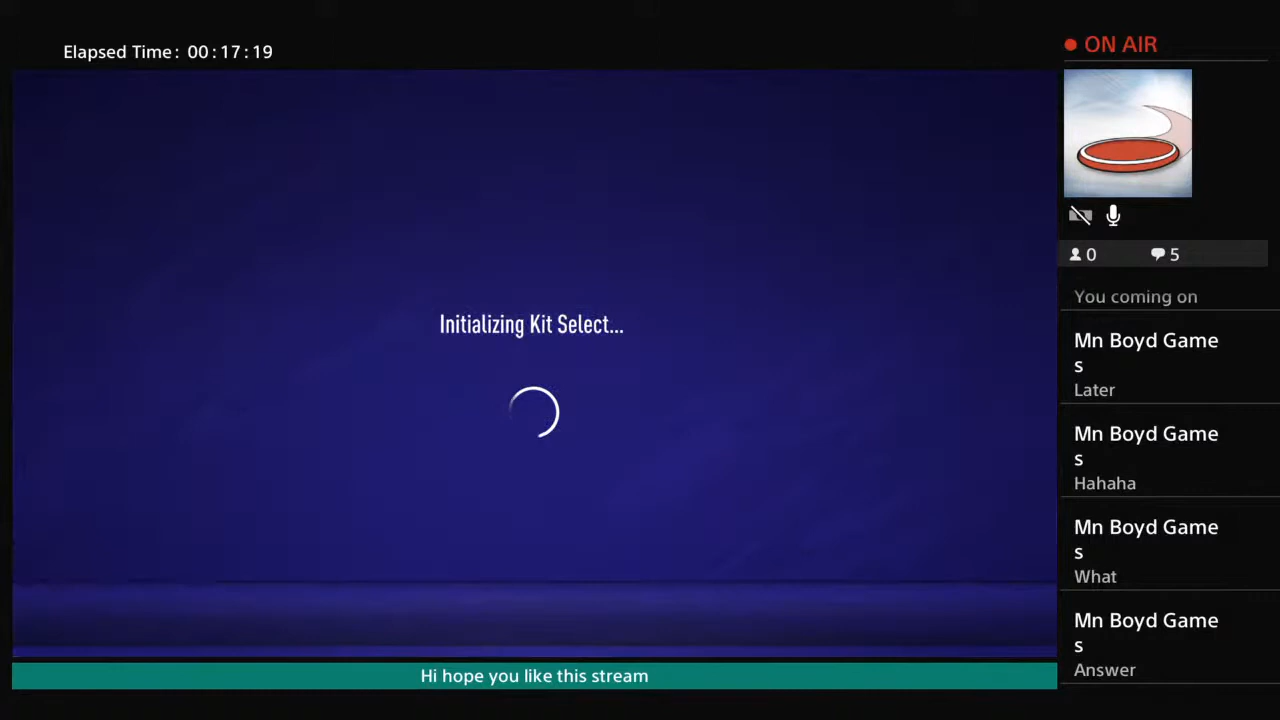 Elapsed Time: 00:17:19
ON AIR
0
5
You coming on
Mn Boyd Game
s
Later
Mn Boyd Game
s
Hahaha
Mn Boyd Game
s
What
Mn Boyd Game
s
Answer
Initializing Kit Select...
Hi hope you like this stream